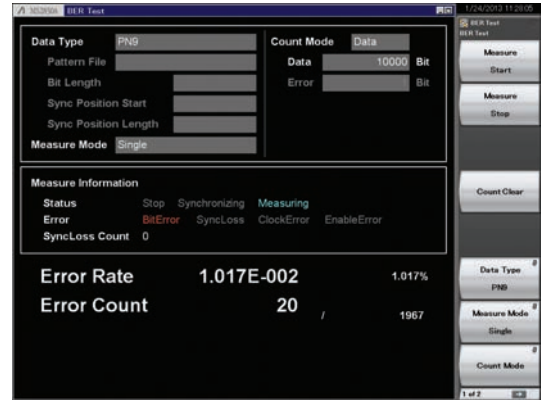 MS2830A BER Test
1/24/2013 11:28:05
BER Test
BER Test
Data Type PN9
Count Mode Data
Pattern File
Data 10000 Bit
Bit Length
Error Bit
Sync Position Start
Sync Position Length
Measure Mode Single
Measure Information
Status Stop Synchronizing Measuring
Error BitError SyncLoss ClockError EnableError
SyncLoss Count 0
Error Rate 1.017E-002 1.017%
Error Count 20 / 1967
Measure
Start
Measure
Stop
Count Clear
Data Type
PN9
Measure Mode
Single
Count Mode
1 of 2